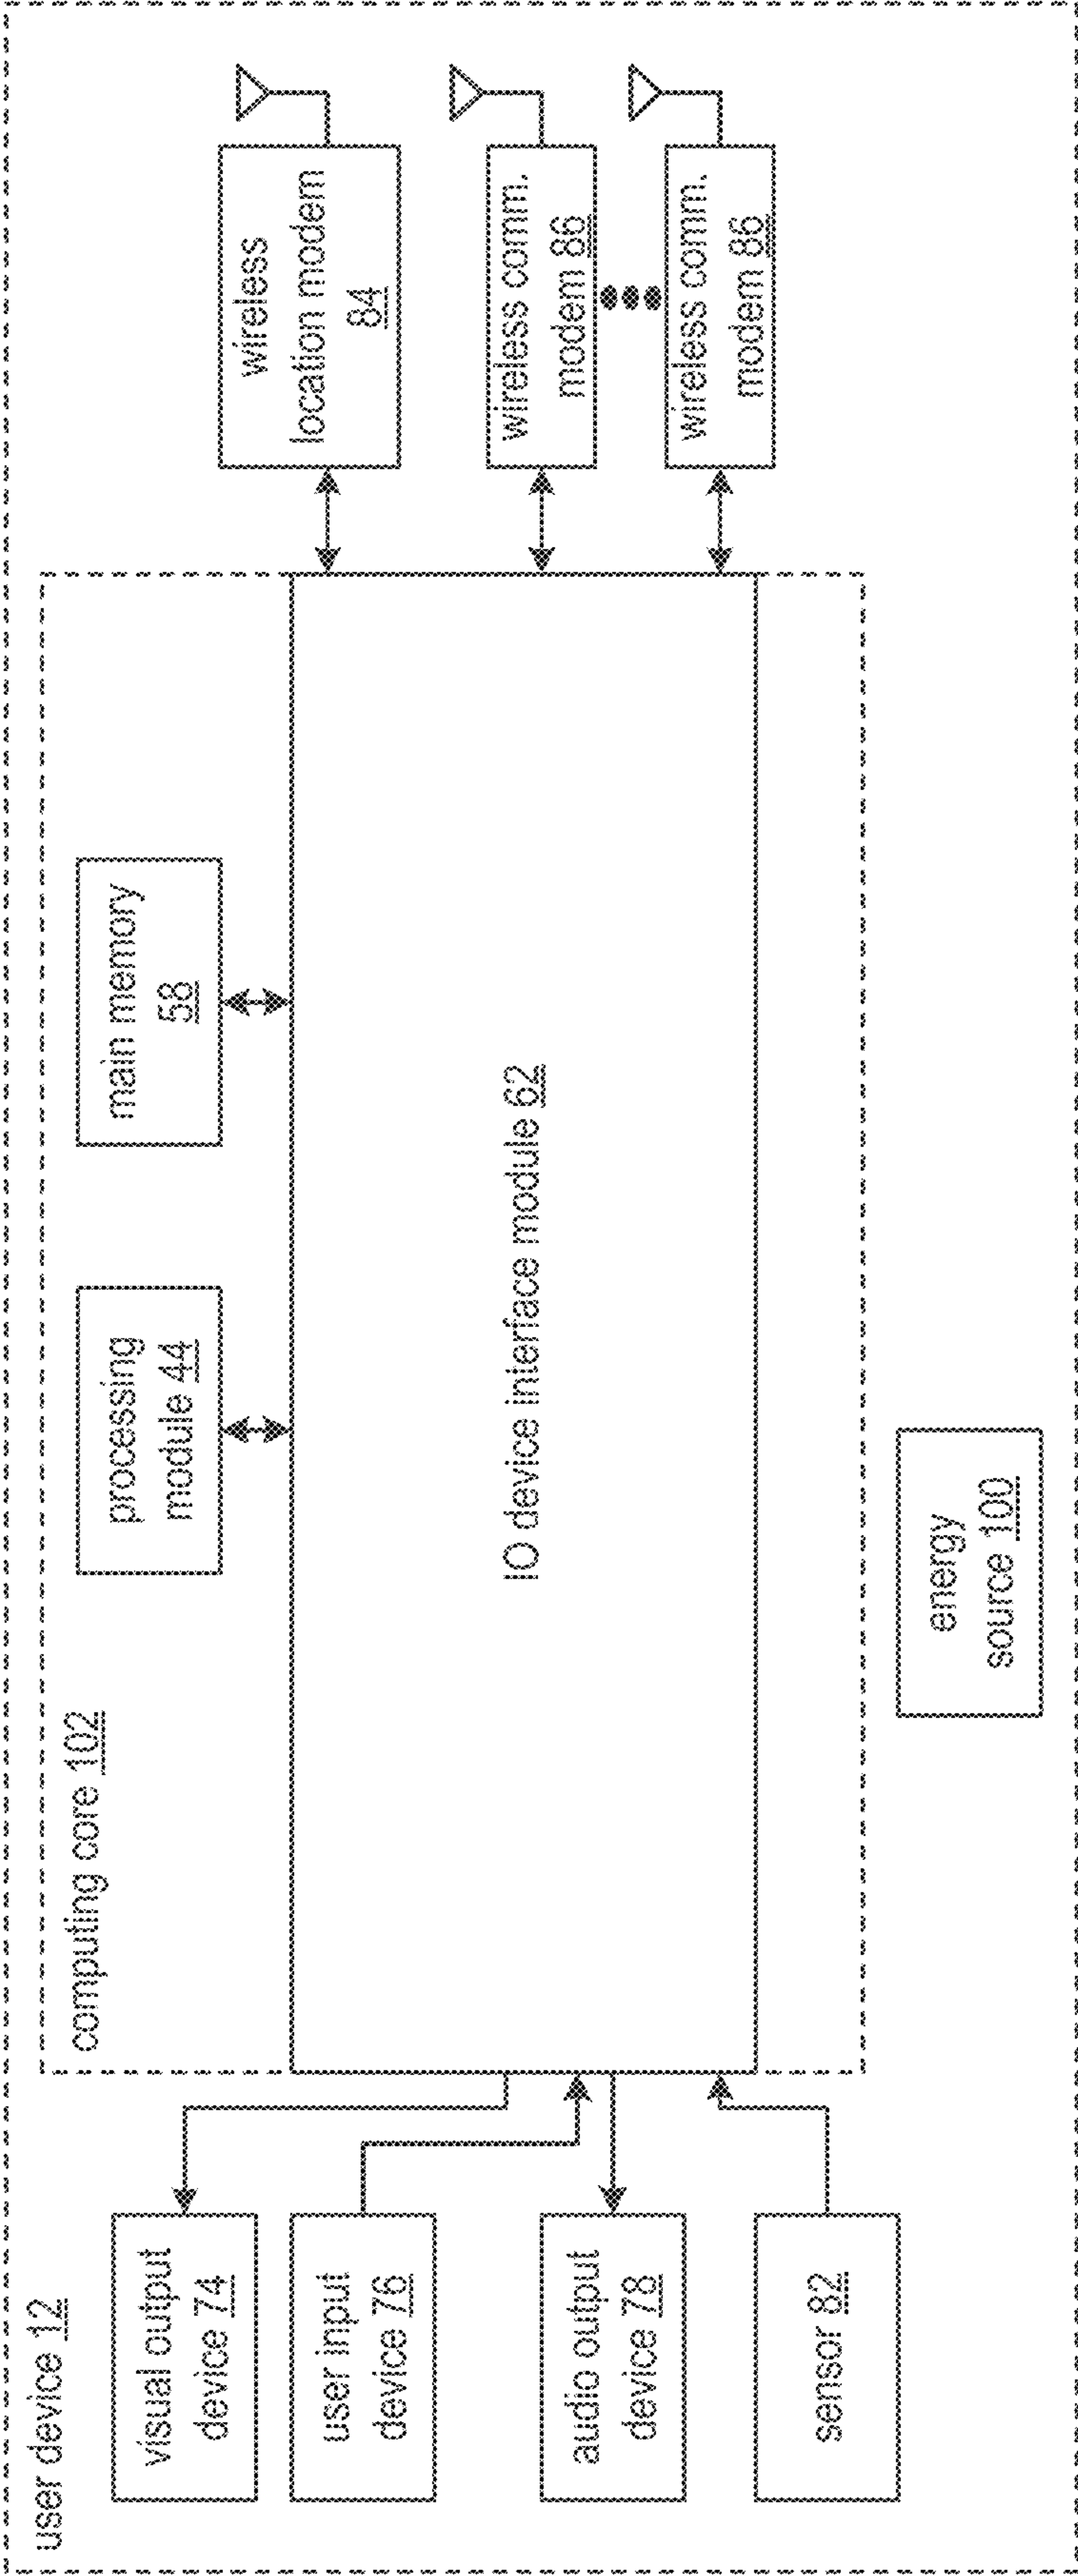 user device 12
computing core 102
visual output
device 74
user input
device 76
audio output
device 78
sensor 82
processing
module 44
main memory
58
IO device interface module 62
energy
source 100
wireless
location modem
84
wireless comm.
modem 86
wireless comm.
modem 86